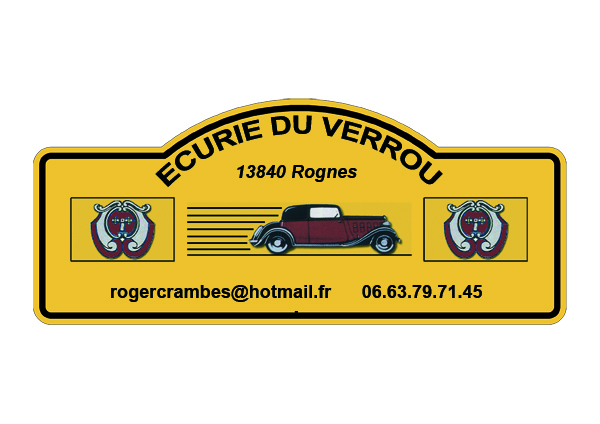 ECURIE DU VERROU
13840 Rognes
rogercrambes@hotmail.fr 06.63.79.71.45